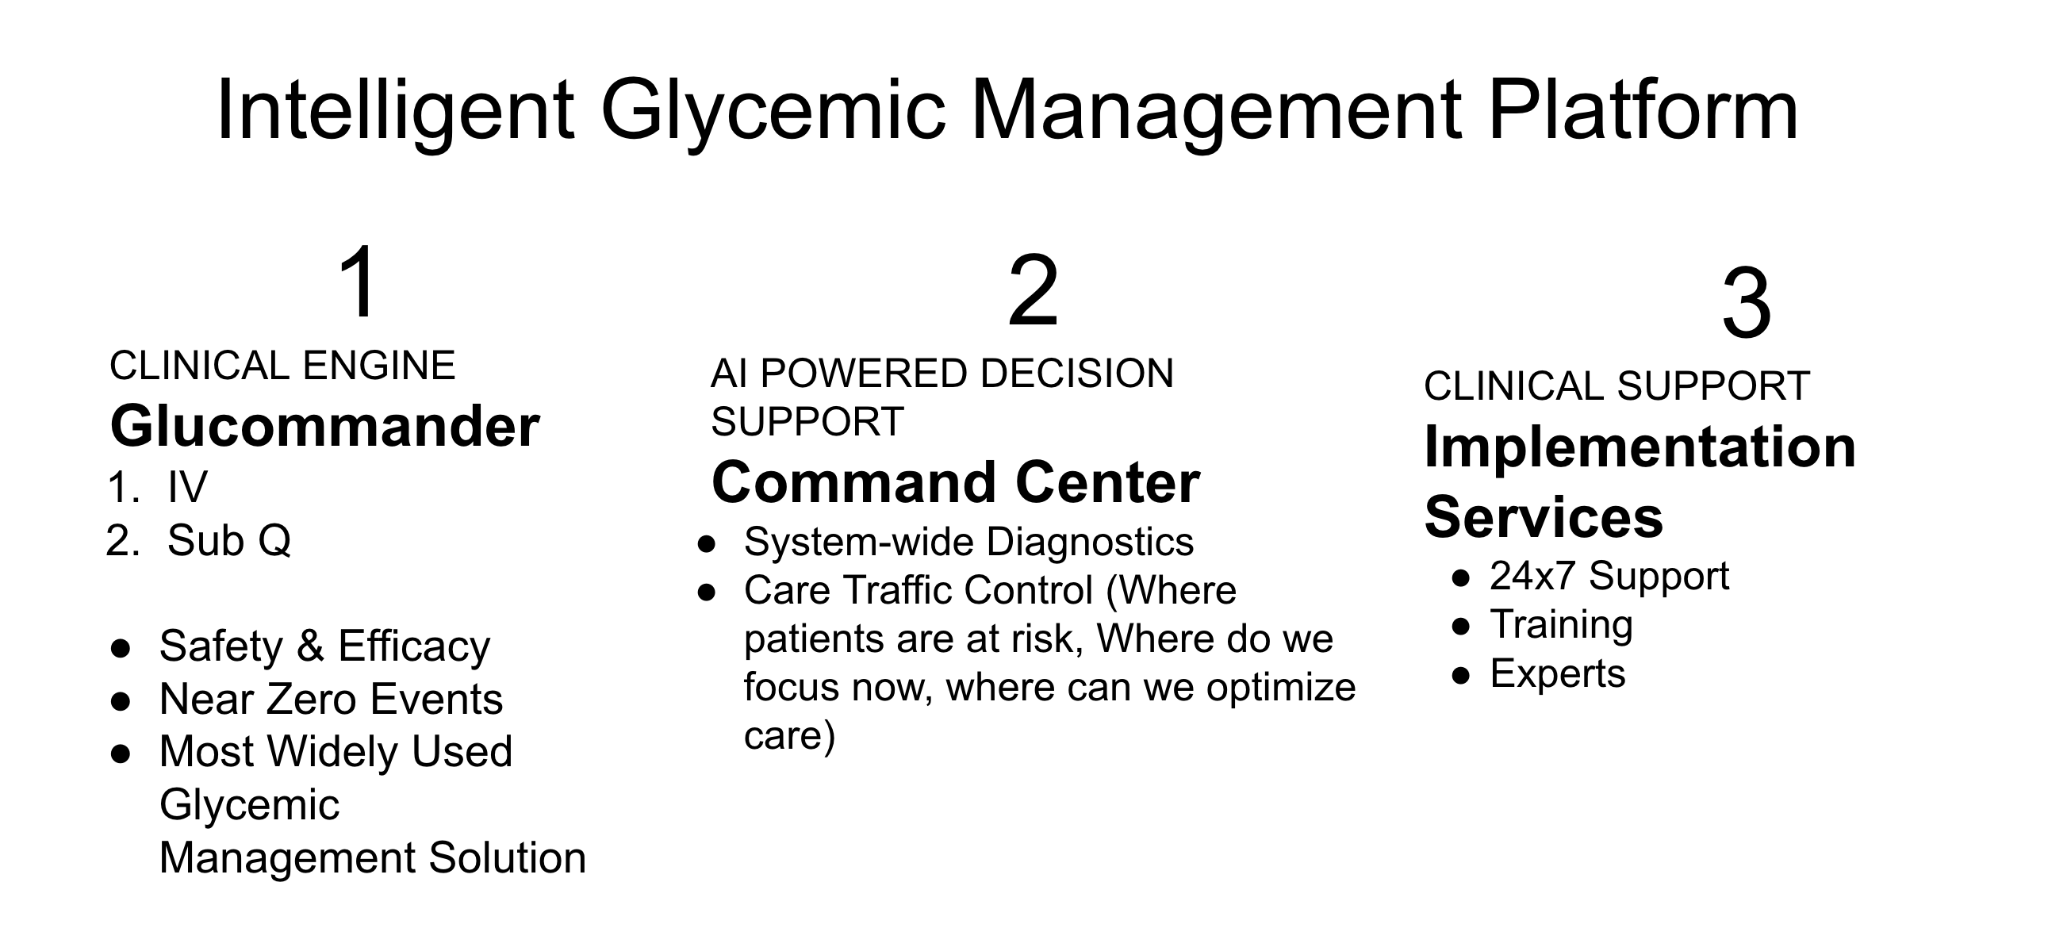 Intelligent Glycemic Management Platform
1
CLINICAL ENGINE
Glucommander
1. IV
2. Sub Q
● Safety & Efficacy
● Near Zero Events
● Most Widely Used
Glycemic
Management Solution
2
AI POWERED DECISION
SUPPORT
Command Center
● System-wide Diagnostics
● Care Traffic Control (Where
patients are at risk, Where do we
focus now, where can we optimize
care)
3
CLINICAL SUPPORT
Implementation
Services
● 24x7 Support
● Training
● Experts